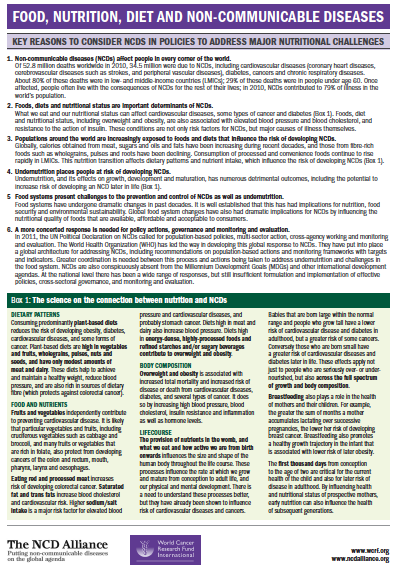 FOOD, NUTRITION, DIET AND NON-COMMUNICABLE DISEASES
KEY REASONS TO CONSIDER NCDS IN POLICIES TO ADDRESS MAJOR NUTRITIONAL CHALLENGES
1. Non-communicable diseases (NCDs) affect people in every corner of the world.
Of 52.8 million deaths worldwide in 2010, 34.5 million were due to NCDs, including cardiovascular diseases (coronary heart diseases,
cerebrovascular diseases such as strokes, and peripheral vascular diseases), diabetes, cancers and chronic respiratory diseases.
About 80% of these deaths were in low- and middle-income countries (LMICs); 29% of these deaths were in people under age 60. Once
affected, people often live with the consequences of NCDs for the rest of their lives; in 2010, NCDs contributed to 79% of illness in the
world's population.
2. Foods, diets and nutritional status are important determinants of NCDs.
What we eat and our nutritional status can affect cardiovascular diseases, some types of cancer and diabetes (Box 1). Foods, diet
and nutritional status, including overweight and obesity, are also associated with elevated blood pressure and blood cholesterol, and
resistance to the action of insulin. These conditions are not only risk factors for NCDs, but major causes of illness themselves.
3. Populations around the world are increasingly exposed to foods and diets that influence the risk of developing NCDs.
Globally, calories obtained from meat, sugars and oils and fats have been increasing during recent decades, and those from fibre-rich
foods such as wholegrains, pulses and roots have been declining. Consumption of processed and convenience foods continue to rise
rapidly in LMICs. This nutrition transition affects dietary patterns and nutrient intake, which influence the risk of developing NCDs (Box 1).
4. Undernutrition places people at risk of developing NCDs.
Undernutrition, and its effects on growth, development and maturation, has numerous detrimental outcomes, including the potential to
increase risk of developing an NCD later in life (Box 1).
5 Food systems present challenges to the prevention and control of NCDs as well as undernutrition.
Food systems have undergone dramatic changes in past decades. It is well established that this has had implications for nutrition, food
security and environmental sustainability. Global food system changes have also had dramatic implications for NCDs by influencing the
nutritional quality of foods that are available, affordable and acceptable to consumers.
6. A more concerted response is needed for policy actions, governance and monitoring and evaluation.
In 2011, the UN Political Declaration on NCDs called for population-based policies, multi-sector action, cross-agency working and monitoring
and evaluation. The World Health Organization (WHO) has led the way in developing this global response to NCDs. They have put into place
a global architecture for addressing NCDs, including recommendations on population-based actions and monitoring frameworks with targets
and indicators. Greater coordination is needed between this process and actions being taken to address undernutrition and challenges in
the food system. NCDs are also conspicuously absent from the Millennium Development Goals (MDGs) and other international development
agendas. At the national level there has been a wide range of responses, but still insufficient formulation and implementation of effective
policies, cross-sectoral governance, and monitoring and evaluation.
Box 1: The science on the connection between nutrition and NCDs
DIETARY PATTERNS
Consuming predominantly plant-based diets
reduces the risk of developing obesity, diabetes,
cardiovascular diseases, and some forms of
cancer. Plant-based diets are high in vegetables
and fruits, wholegrains, pulses, nuts and
seeds, and have only modest amounts of
meat and dairy. These diets help to achieve
and maintain a healthy weight, reduce blood
pressure, and are also rich in sources of dietary
fibre (which protects against colorectal cancer).
FOOD AND NUTRITION
Fruits and vegetables independently contribute
to preventing cardiovascular disease. It is likely
that particular vegetables and fruits, including
cruciferous vegetables such as cabbage and
broccoli, and many fruits or vegetables that
are rich in folate, also protect from developing
cancers of the colon and rectum, mouth,
pharynx, larynx and oesophagus.
Eating red and processed meat increases
risk of developing colorectal cancer. Saturated
fat and trans fats increase blood cholesterol
and cardiovascular risk. Higher sodium/salt
intake is a major risk factor for elevated blood
pressure and cardiovascular diseases, and
probably stomach cancer. Diets high in meat and
dairy also increase blood pressure. Diets high
in energy-dense, highly-processed foods and
refined starches and/or sugary beverages
contribute to overweight and obesity.
BODY COMPOSITION
Overweight and obesity is associated with
increased total mortality and increased risk of
disease or death from cardiovascular diseases,
diabetes, and several types of cancer. It does
so by increasing high blood pressure, blood
cholesterol, insulin resistance and inflammation
as well as hormone levels.
LIFECOURSE
The provision of nutrients in the womb, and
what we eat and how active we are from birth
onwards influences the size and shape of the
human body throughout the life course. These
processes influence the rate at which we grow
and mature from conception to adult life, and
our physical and mental development. There is
a need to understand these processes better,
but they have already been shown to influence
risk of cardiovascular diseases and cancers.
Babies that are born large within the normal
range and people who grow tall have a lower
risk of cardiovascular disease and diabetes in
adulthood, but a greater risk of some cancers.
Conversely those who are born small have
a greater risk of cardiovascular diseases and
diabetes later in life. These effects apply not
just to people who are seriously over- or under-
nourished, but also across the full spectrum
of growth and body composition.
Breastfeeding also plays a role in the health
of mothers and their children. For example,
the greater the sum of months a mother
accumulates lactating over successive
pregnancies, the lower her risk of developing
breast cancer. Breastfeeding also promotes
a healthy growth trajectory in the infant that
is associated with lower risk of later obesity.
The first thousand days from conception
to the age of two are critical for the current
health of the child and also for later risk of
disease in adulthood. By influencing health
and nutritional status of prospective mothers,
early nutrition can also influence the health
of subsequent generations.
The NCD Alliance
Putting non-communicable diseases
on the global agenda
World Cancer
Research Fund
International
www.wcrf.org
www.ncdalliance.org